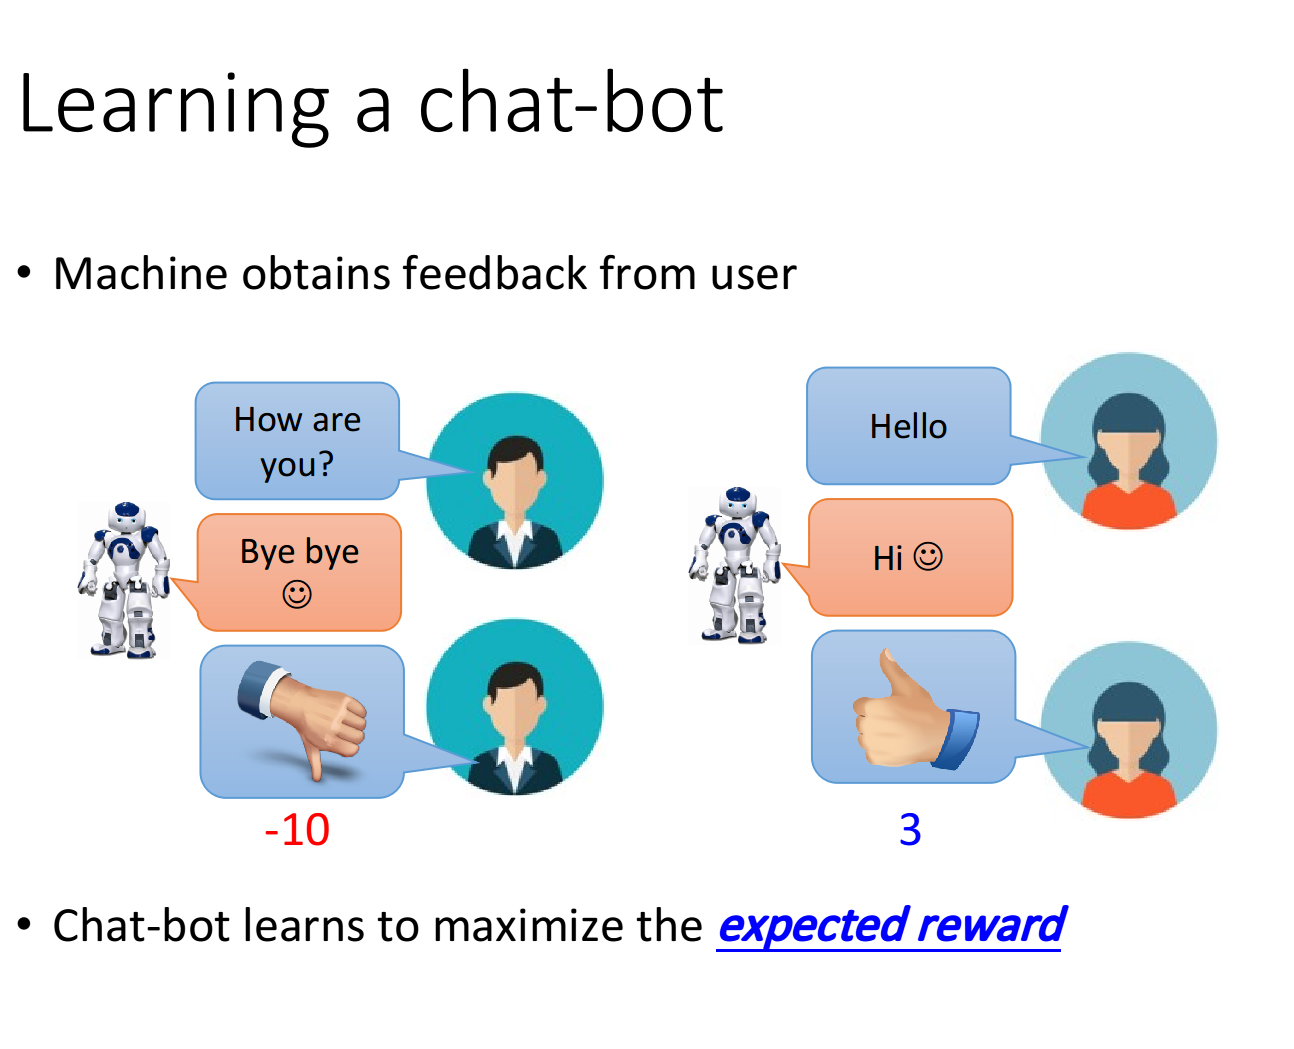 Learning a chat-bot
• Machine obtains feedback from user
How are
you?
Bye bye
☺
-10
Hello
Hi ☺
3
• Chat-bot learns to maximize the expected reward